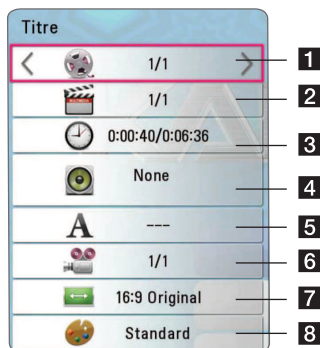 Titre
1/1 1
1/1 2
0:00:40/0:06:36 3
None 4
A --- 5
1/1 6
16:9 Original 7
Standard 8